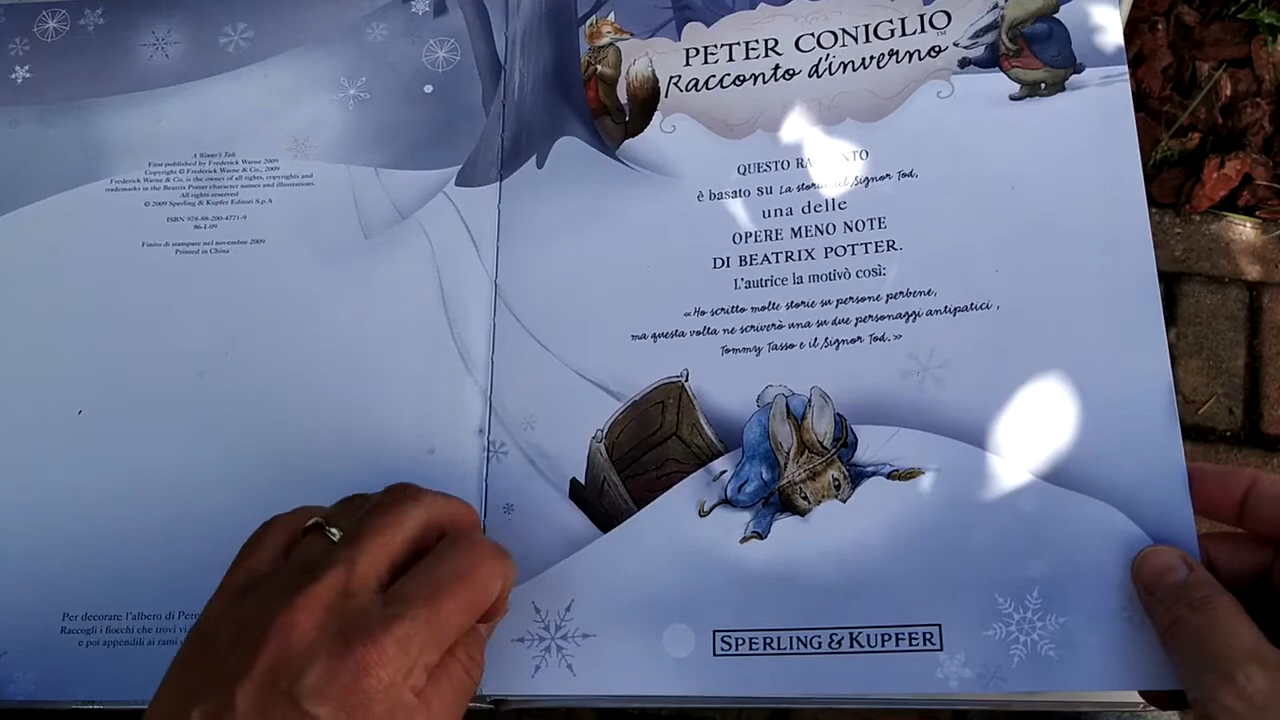 A Winter's Tale
First published by Frederick Warne 2009
Copyright © Frederick Warne & Co., 2009
Frederick Warne & Co. is the owner of all rights, copyrights and
trademarks in the Beatrix Potter character names and illustrations.
All rights reserved
© 2009 Sperling & Kupfer Editori S.p.A
ISBN 978-88-200-4771-9
86-I-09
Finito di stampare nel novembre 2009
Printed in China
Per decorare l'albero di
Raccogli i fiocchi che trovi
e poi appendili ai rami
PETER CONIGLIO™
Racconto d'inverno
QUESTO
è basato su La storia del Signor Tod,
una delle
OPERE MENO NOTE
DI BEATRIX POTTER.
L'autrice la motivò così:
«Ho scritto molte storie su persone perbene,
ma questa volta ne scriverò una su due personaggi antipatici ,
Tommy Tasso e il Signor Tod.»
SPERLING & KUPFER